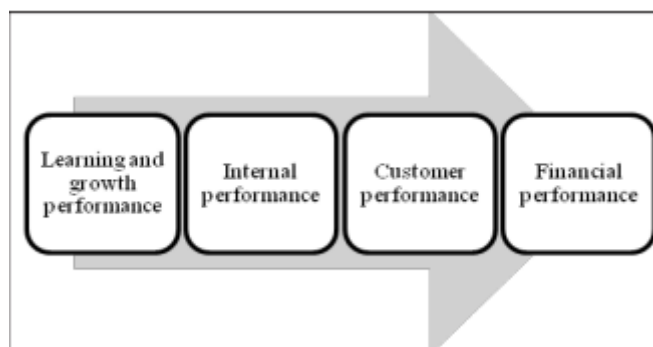 Learning and
growth
performance
Internal
performance
Customer
performance
Financial
performance